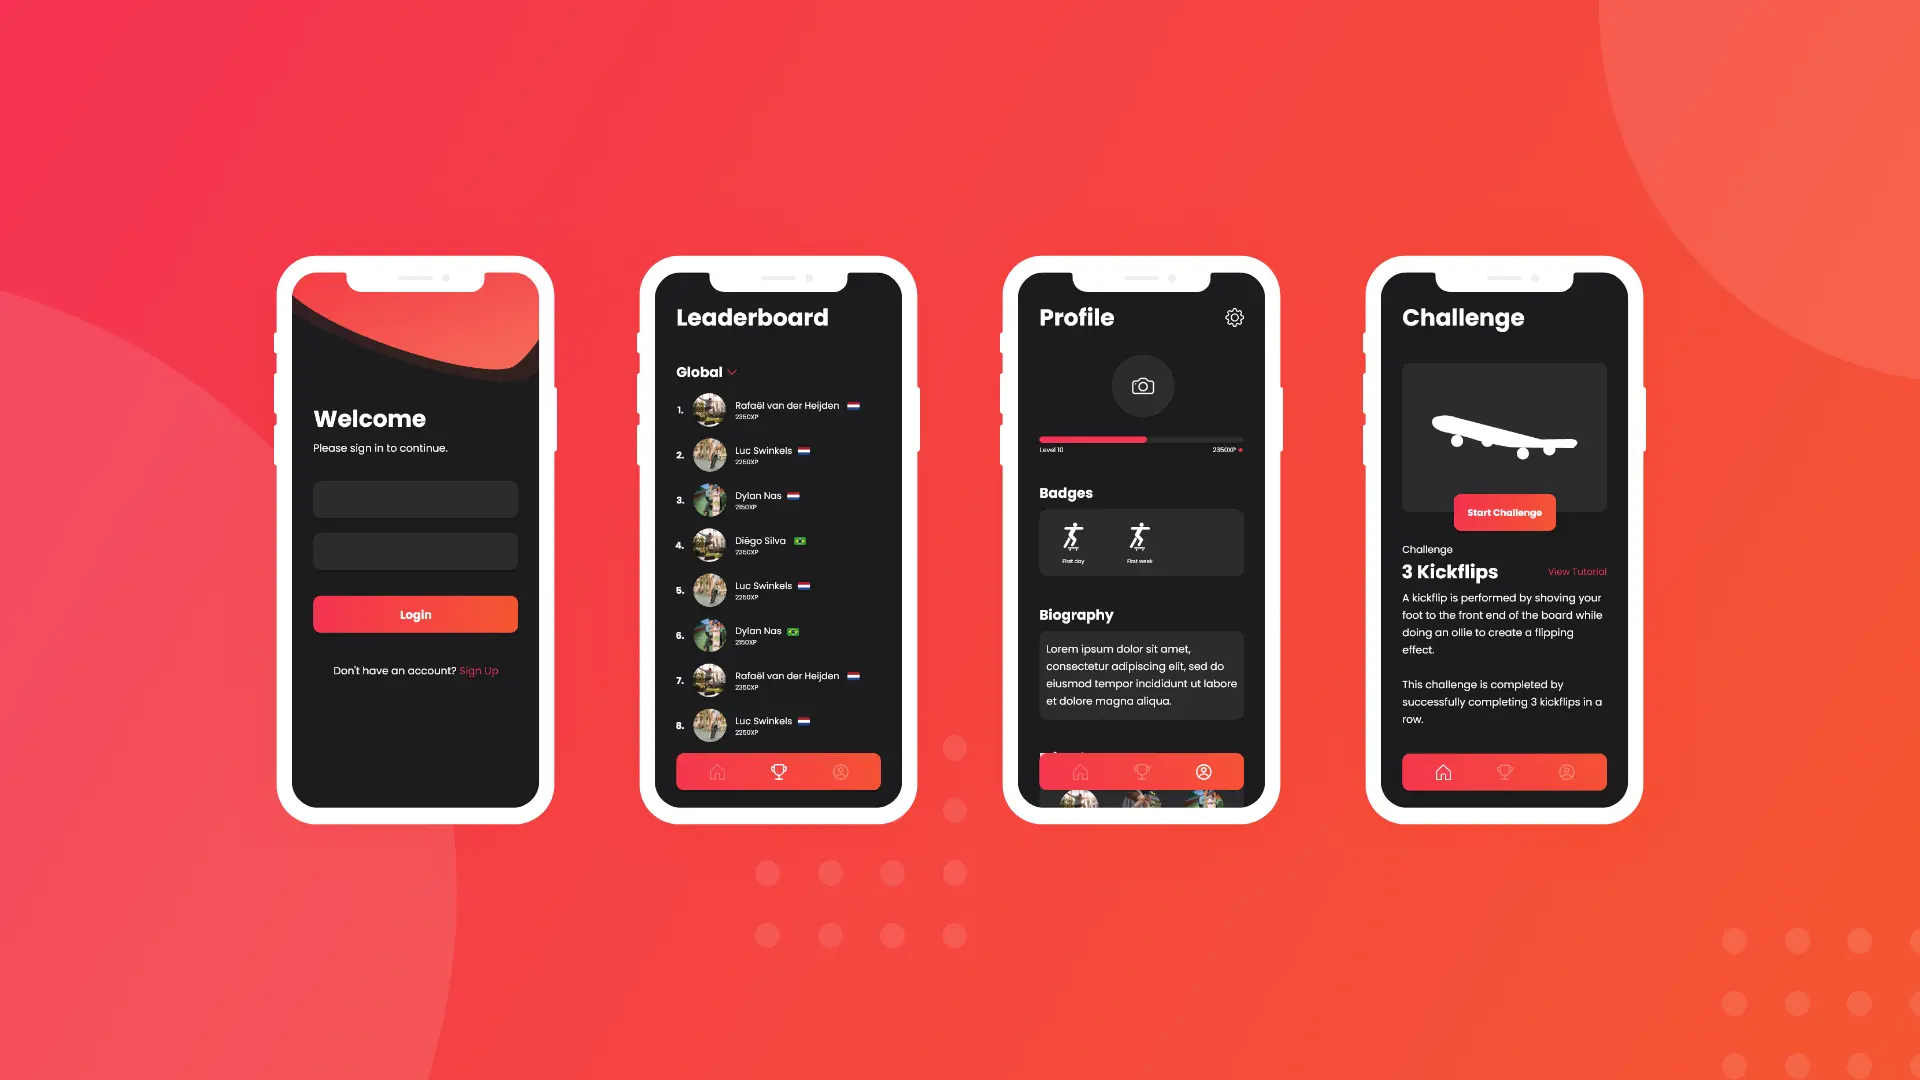 Welcome
Please sign in to continue.
Login
Don't have an account? Sign Up
Leaderboard
Global
1.
Rafaël van der Heijden
2350XP
2.
Luc Swinkels
2250XP
3.
Dylan Nas
2150XP
4.
Diégo Silva
2350XP
5.
Luc Swinkels
2250XP
6.
Dylan Nas
2150XP
7.
Rafaël van der Heijden
2350XP
8.
Luc Swinkels
2250XP
Profile
Level 10
2350XP
Badges
First day
First week
Biography
Lorem ipsum dolor sit amet,
consectetur adipiscing elit, sed do
eiusmod tempor incididunt ut labore
et dolore magna aliqua.
Challenge
Start Challenge
Challenge
3 Kickflips
View Tutorial
A kickflip is performed by shoving your
foot to the front end of the board while
doing an ollie to create a flipping
effect.
This challenge is completed by
successfully completing 3 kickflips in a
row.